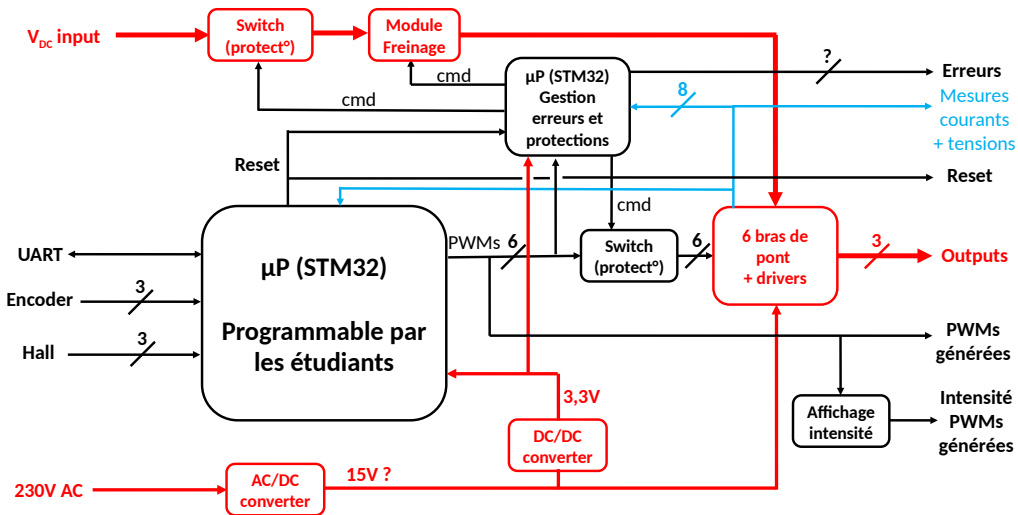 V_DC input
Switch
(protect°)
Module
Freinage
cmd
cmd
µP (STM32)
Gestion
erreurs et
protections
?
Erreurs
8
Mesures
courants
+ tensions
Reset
Reset
cmd
UART
Encoder
3
Hall
3
µP (STM32)
Programmable par
les étudiants
PWMs
6
Switch
(protect°)
6
6 bras de
pont
+ drivers
3
Outputs
PWMs
générées
3,3V
Affichage
intensité
Intensité
PWMs
générées
DC/DC
converter
230V AC
AC/DC
converter
15V ?